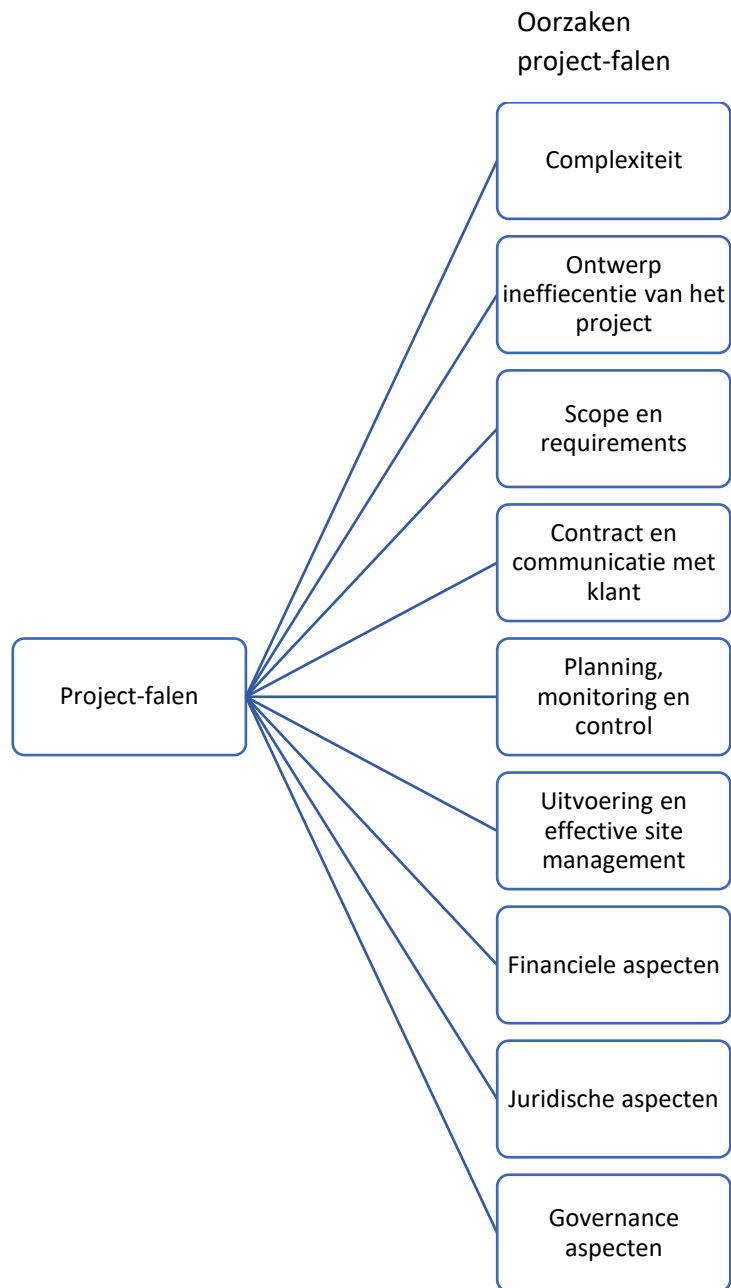 Oorzaken
project-falen
Complexiteit
Ontwerp
ineffiecentie van het
project
Scope en
requirements
Contract en
communicatie met
klant
Project-falen
Planning,
monitoring en
control
Uitvoering en
effective site
management
Financiele aspecten
Juridische aspecten
Governance
aspecten